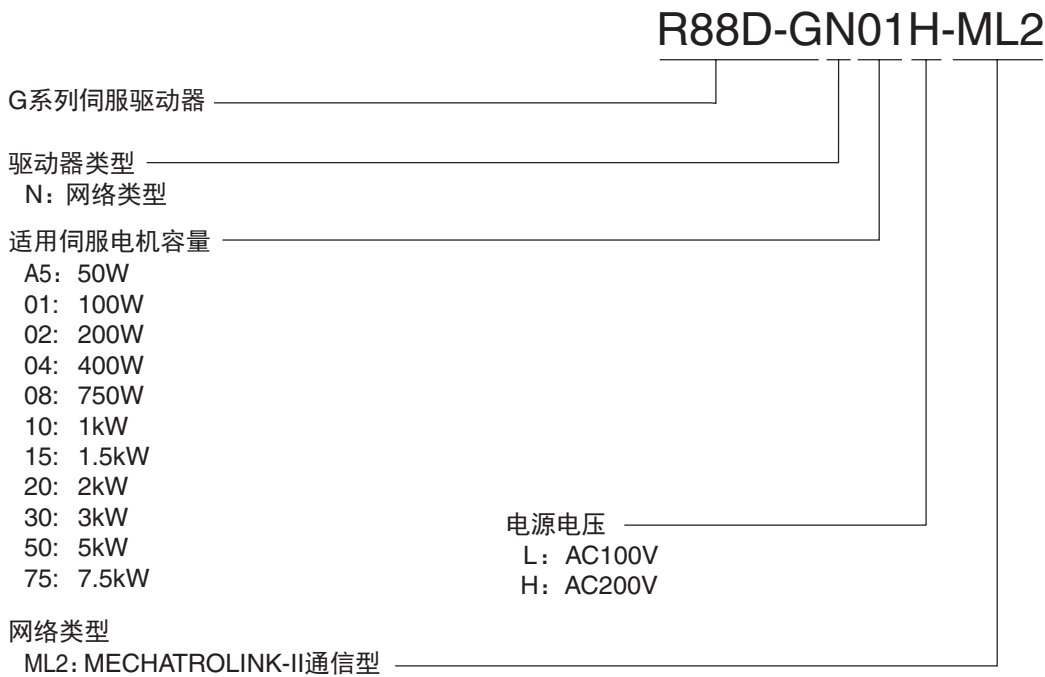 R88D-GN01H-ML2
G系列伺服驱动器
驱动器类型
N：网络类型
适用伺服电机容量
A5：50W
01: 100W
02: 200W
04: 400W
08: 750W
10: 1kW
15: 1.5kW
20: 2kW
30: 3kW
50: 5kW
75: 7.5kW
电源电压
L：AC100V
H：AC200V
网络类型
ML2：MECHATROLINK-II通信型